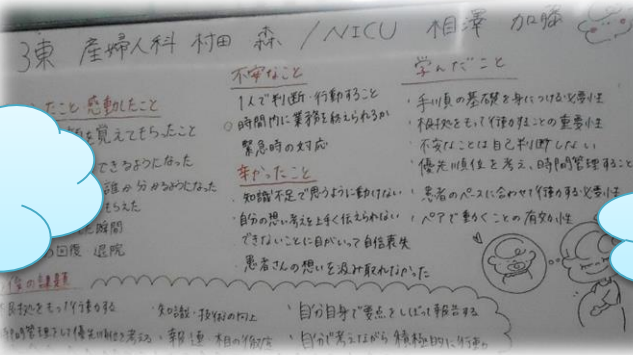 3東 産婦人科 村田 森 /NICU 相澤 加藤
たこと 感動したこと
を覚えてもらったこと
できるようになった
誰か分かるようになった
もらえた
瞬間
の回復 退院
不安なこと
1人で判断・行動すること
時間内に業務を終えられるか
緊急時の対応
辛かったこと
・知識不足で思うように動けない
・自分の思い考えを上手く伝えられない
できないことに目がいって自信喪失
・患者さんの想いを汲み取れなかった
学んだこと
・手順の基礎を身につける必要性
・根拠をもって行動することの重要性
・不安なことは自己判断しない
・優先順位を考え、時間管理すること
・患者のペースに合わせて行動する必要性
・ペアで動くことの有効性
後の課題
根拠をもって行動する
時間管理をして優先順位を考える
・知識・技術の向上
・報連相の徹底
・自分自身で要点をしぼって報告する
・自分で考えながら積極的に行動